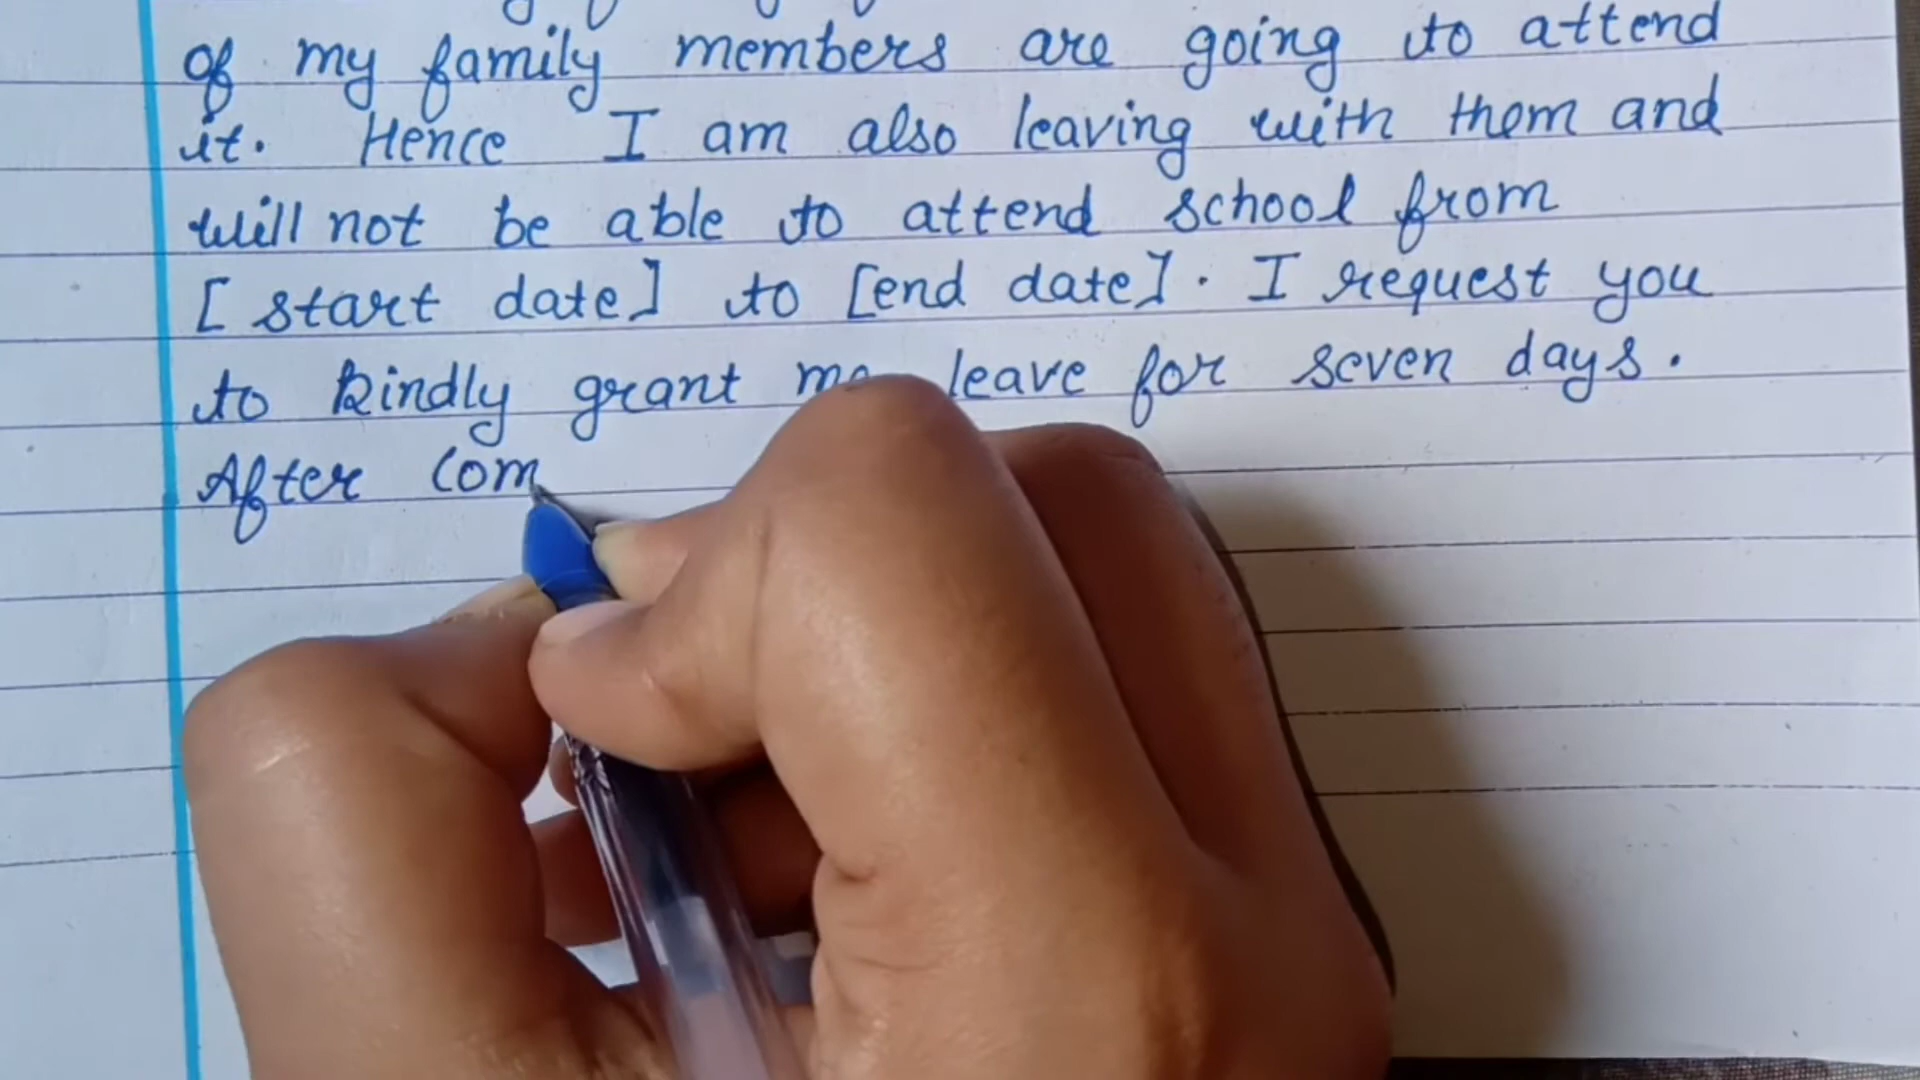 of my family members are going to attend
it. Hence I am also leaving with them and
will not be able to attend school from
[start date] to [end date]. I request you
to kindly grant me leave for seven days.
After Com